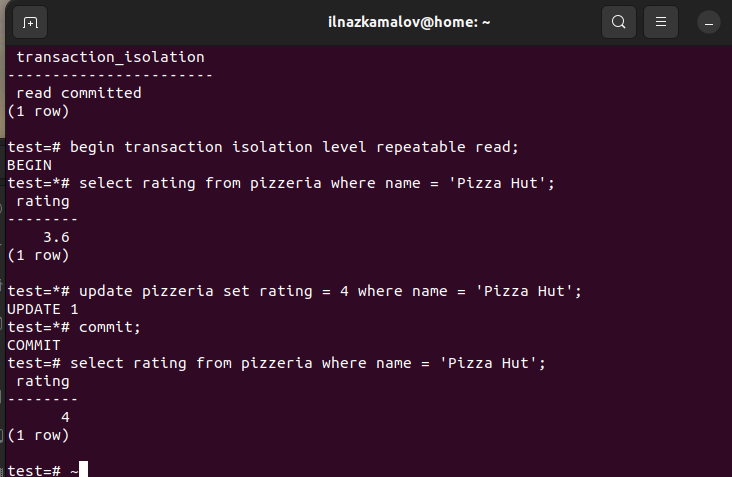 ilnazkamalov@home: ~
transaction_isolation
-----------------------
read committed
(1 row)
test=# begin transaction isolation level repeatable read;
BEGIN
test=*# select rating from pizzeria where name = 'Pizza Hut';
rating
--------
3.6
(1 row)
test=*# update pizzeria set rating = 4 where name = 'Pizza Hut';
UPDATE 1
test=*# commit;
COMMIT
test=# select rating from pizzeria where name = 'Pizza Hut';
rating
--------
4
(1 row)
test=# ~